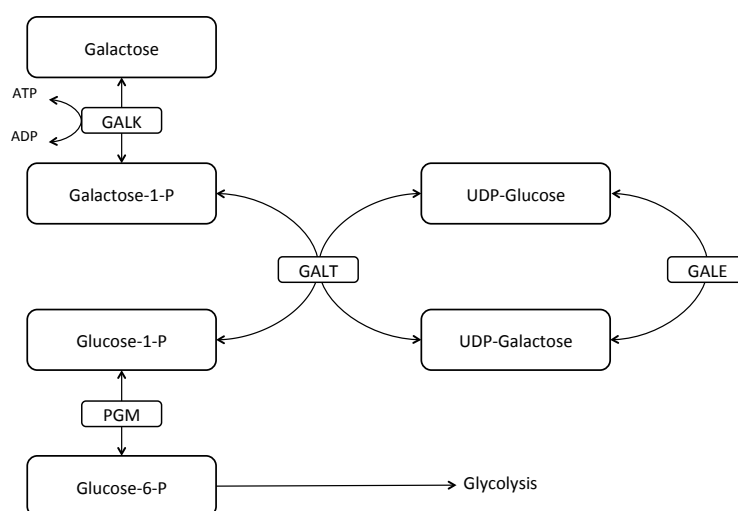 Galactose
ATP
GALK
ADP
Galactose-1-P
UDP-Glucose
GALT
GALE
Glucose-1-P
UDP-Galactose
PGM
Glucose-6-P
Glycolysis